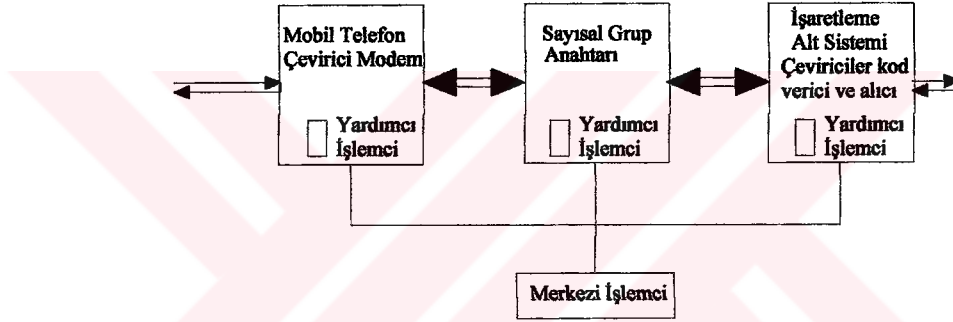 Mobil Telefon
Çevirici Modem
Yardımcı
İşlemci
Sayısal Grup
Anahtarı
Yardımcı
İşlemci
İşaretleme
Alt Sistemi
Çeviriciler kod
verici ve alıcı
Yardımcı
İşlemci
Merkezi İşlemci